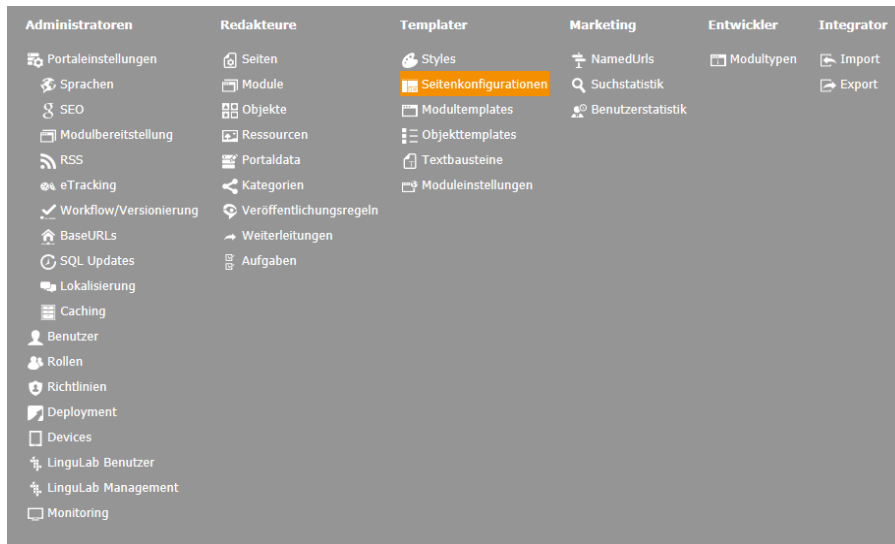 Administratoren
Portaleinstellungen
Sprachen
SEO
Modulbereitstellung
RSS
eTracking
Workflow/Versionierung
BaseURLs
SQL Updates
Lokalisierung
Caching
Benutzer
Rollen
Richtlinien
Deployment
Devices
LinguLab Benutzer
LinguLab Management
Monitoring
Redakteure
Seiten
Module
Objekte
Ressourcen
Portaldata
Kategorien
Veröffentlichungsregeln
Weiterleitungen
Aufgaben
Templater
Styles
Seitenkonfigurationen
Modultemplates
Objekttemplates
Textbausteine
Moduleinstellungen
Marketing
NamedUrls
Suchstatistik
Benutzerstatistik
Entwickler
Modultypen
Integrator
Import
Export